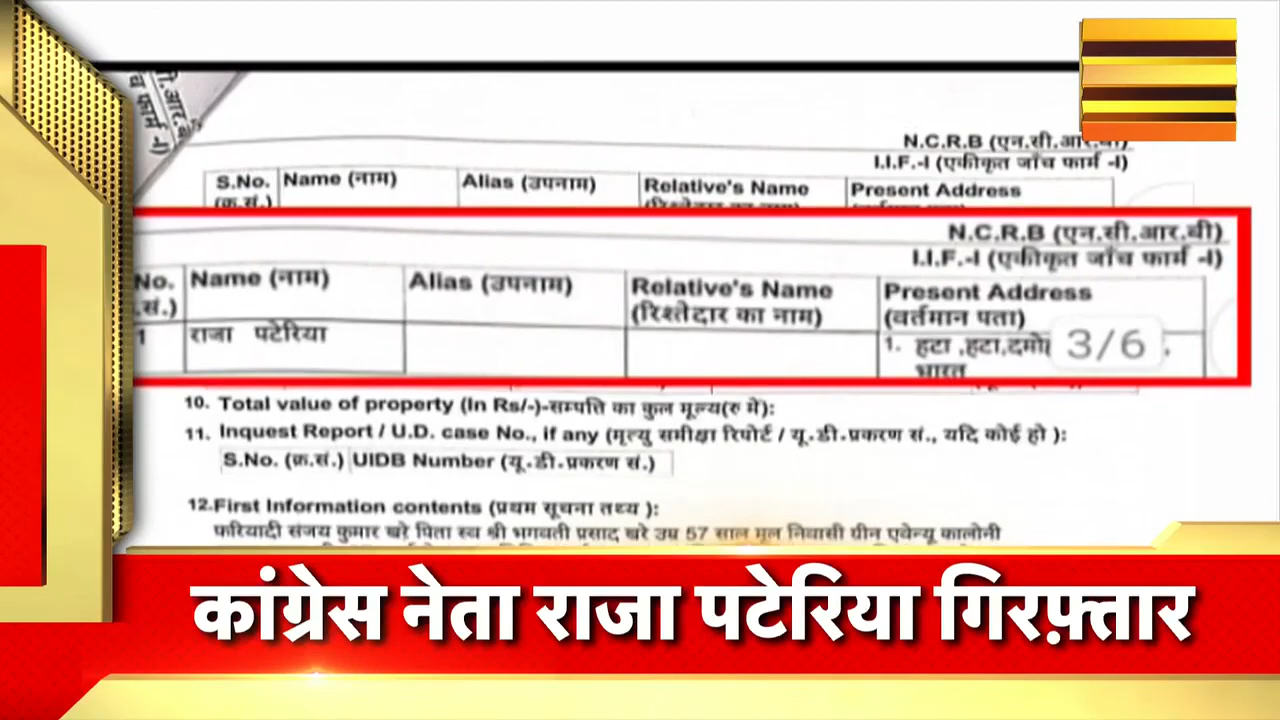 N.C.R.B (एन.सी.आर.बी)
I.I.F.-I (एकीकृत जाँच फार्म -I)
S.No. Name (नाम) Alias (उपनाम) Relative's Name Present Address
(क्र.सं.)
N.C.R.B (एन.सी.आर.बी)
I.I.F.-I (एकीकृत जाँच फार्म -I)
No. Name (नाम) Alias (उपनाम) Relative's Name Present Address
.सं.) (रिश्तेदार का नाम) (वर्तमान पता)
1 राजा पटेरिया 1. हटा ,हटा,दमो 3/6
भारत
10. Total value of property (In Rs/-)-सम्पत्ति का कुल मूल्य(रु में):
11. Inquest Report / U.D. case No., if any (मृत्यु समीक्षा रिपोर्ट / यू.डी.प्रकरण सं., यदि कोई हो ):
S.No. (क्र.सं.) UIDB Number (यू.डी.प्रकरण सं.)
12.First Information contents (प्रथम सूचना तथ्य ):
फरियादी संजय कुमार खरे पिता स्व श्री भगवती प्रसाद खरे उम्र 57 साल मूल निवासी ग्रीन एवेन्यू कालोनी
कांग्रेस नेता राजा पटेरिया गिरफ़्तार